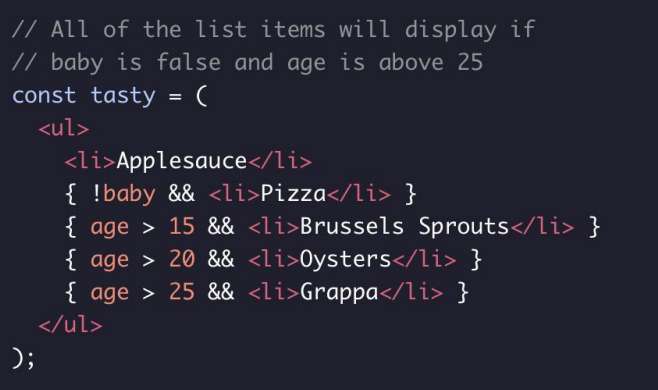 // All of the list items will display if
// baby is false and age is above 25
const tasty = (
  <ul>
    <li>Applesauce</li>
    { !baby && <li>Pizza</li> }
    { age > 15 && <li>Brussels Sprouts</li> }
    { age > 20 && <li>Oysters</li> }
    { age > 25 && <li>Grappa</li> }
  </ul>
);